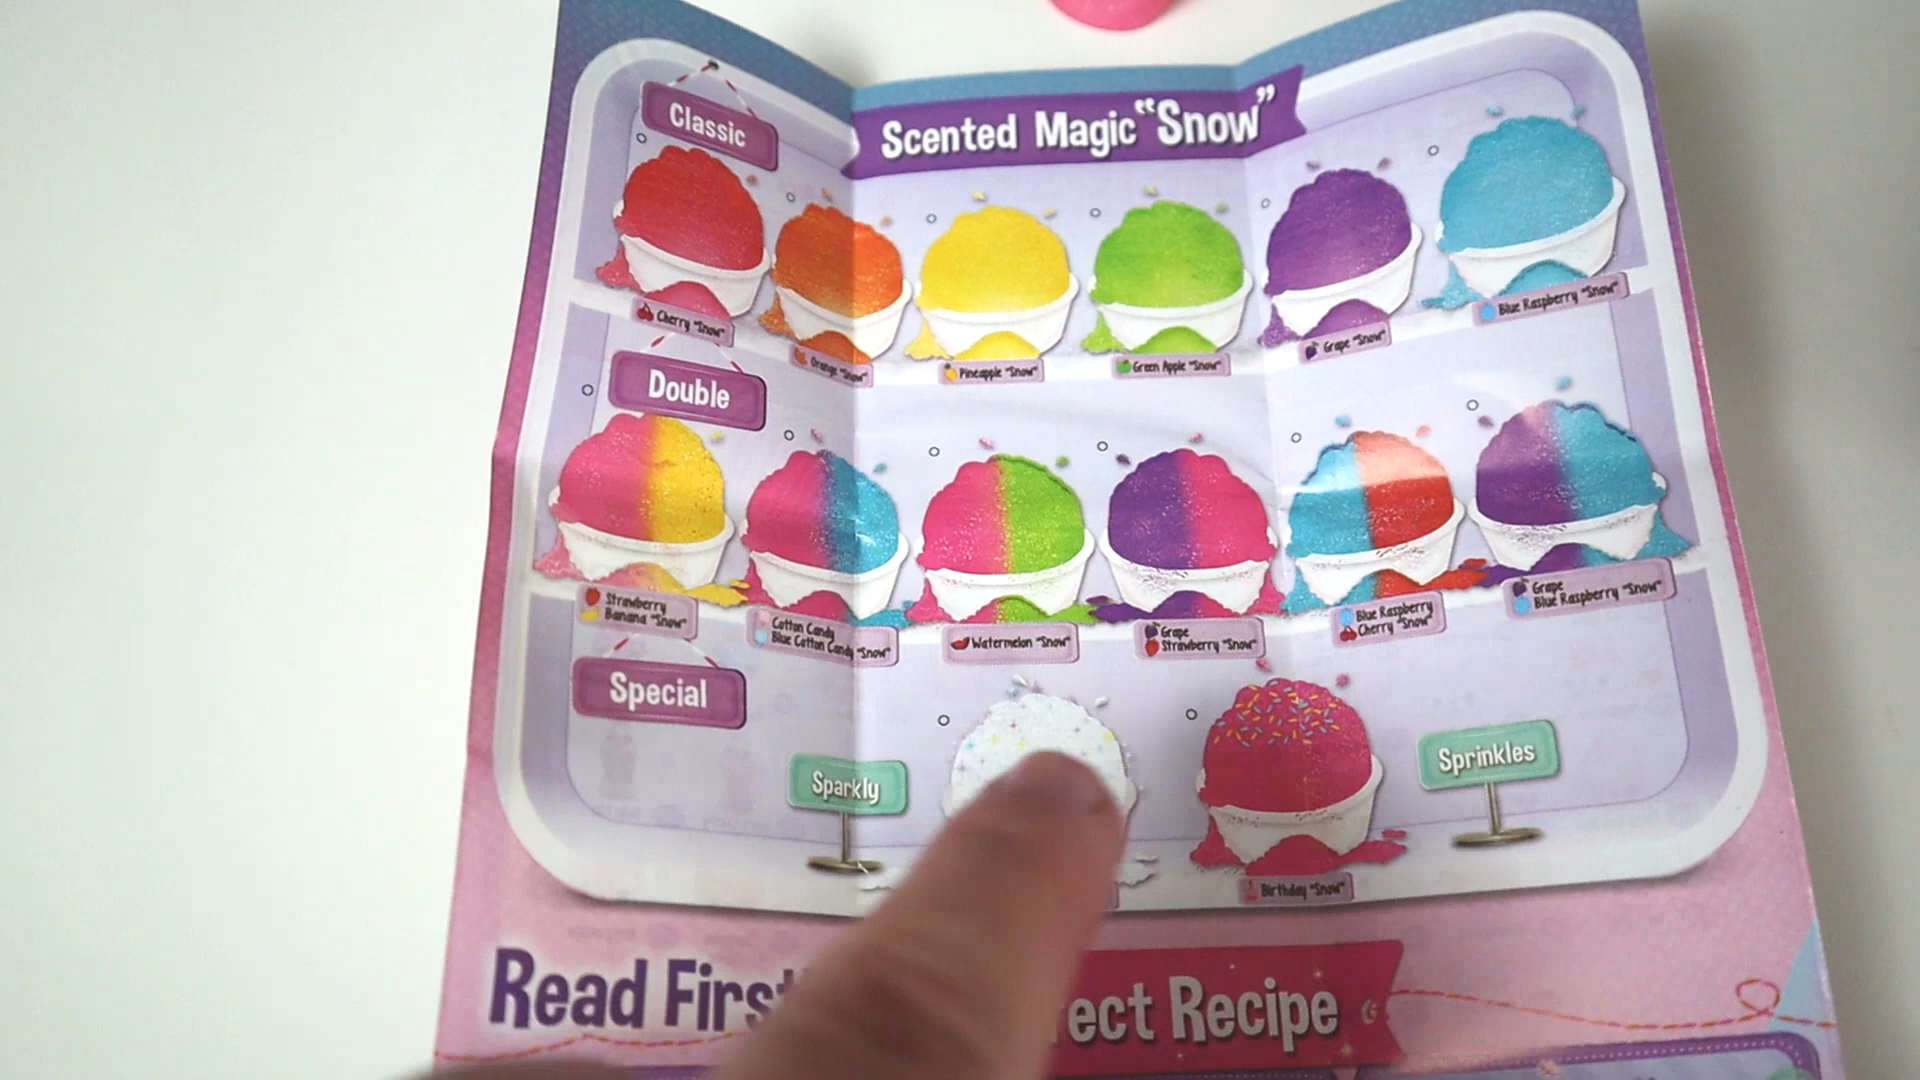 Classic
Scented Magic "Snow"
Cherry "Snow"
Orange "Snow"
Pineapple "Snow"
Green Apple "Snow"
Grape "Snow"
Blue Raspberry "Snow"
Double
Strawberry
Banana "Snow"
Cotton Candy
Blue Cotton Candy "Snow"
Watermelon "Snow"
Grape
Strawberry "Snow"
Blue Raspberry
Cherry "Snow"
Grape
Blue Raspberry "Snow"
Special
Sparkly
Sprinkles
Birthday "Snow"
Read First
ect Recipe